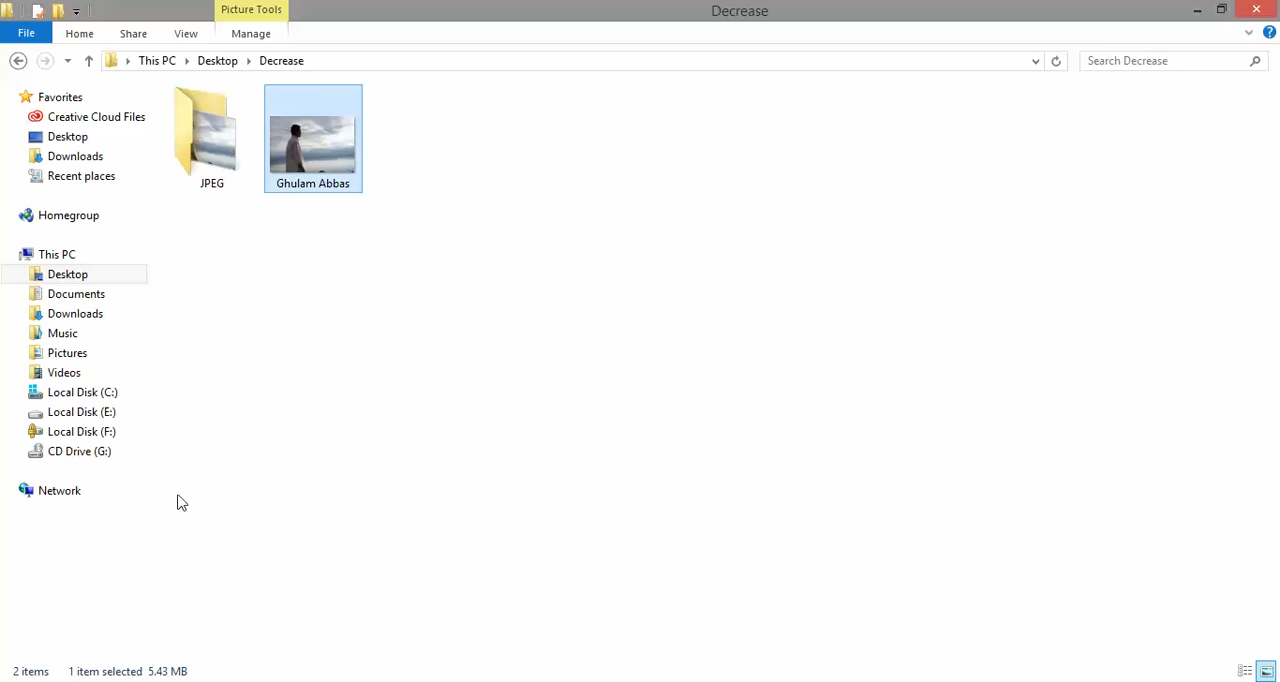 Picture Tools
Decrease
File
Home
Share
View
Manage
This PC
Desktop
Decrease
Search Decrease
Favorites
Creative Cloud Files
Desktop
Downloads
Recent places
Homegroup
This PC
Desktop
Documents
Downloads
Music
Pictures
Videos
Local Disk (C:)
Local Disk (E:)
Local Disk (F:)
CD Drive (G:)
Network
JPEG
Ghulam Abbas
2 items
1 item selected 5.43 MB